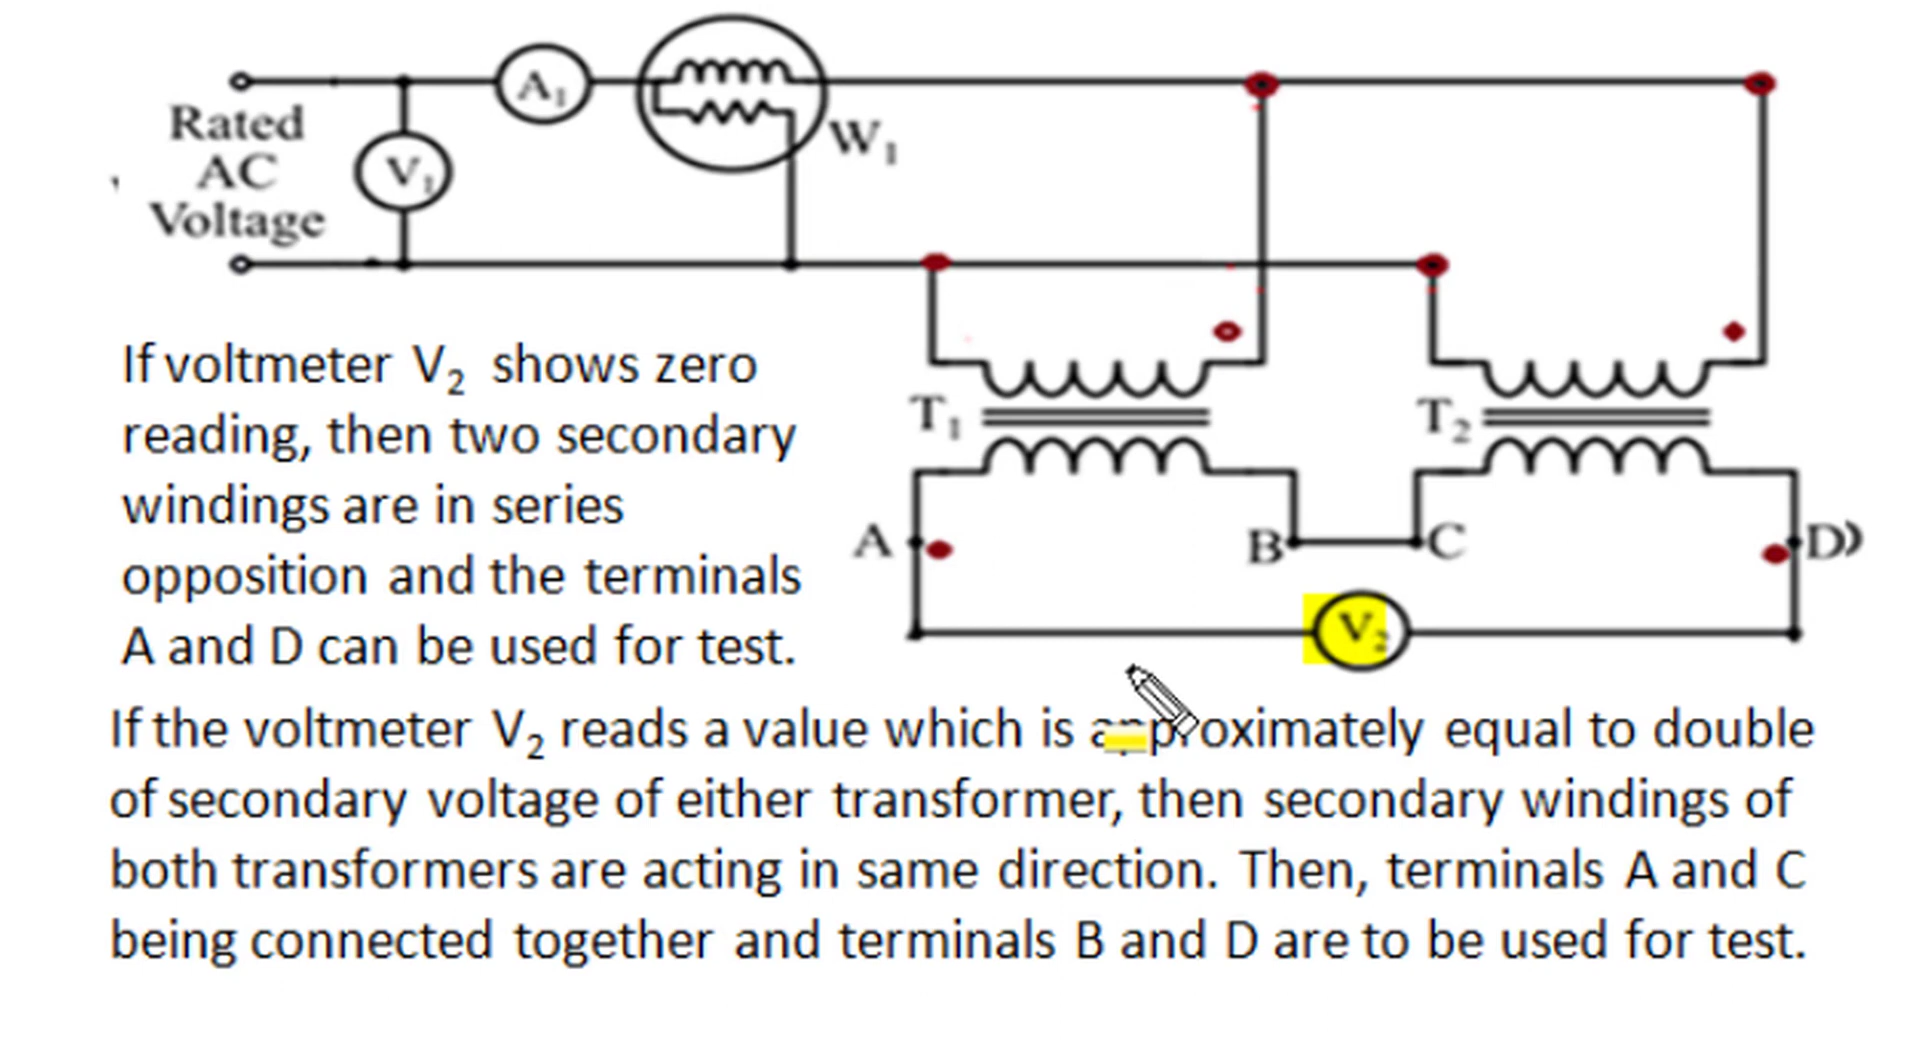 A1
W1
Rated
AC
Voltage
V1
If voltmeter V2 shows zero
reading, then two secondary
windings are in series
opposition and the terminals
A and D can be used for test.
T1
T2
A
B
C
D)
V2
If the voltmeter V2 reads a value which is approximately equal to double
of secondary voltage of either transformer, then secondary windings of
both transformers are acting in same direction. Then, terminals A and C
being connected together and terminals B and D are to be used for test.